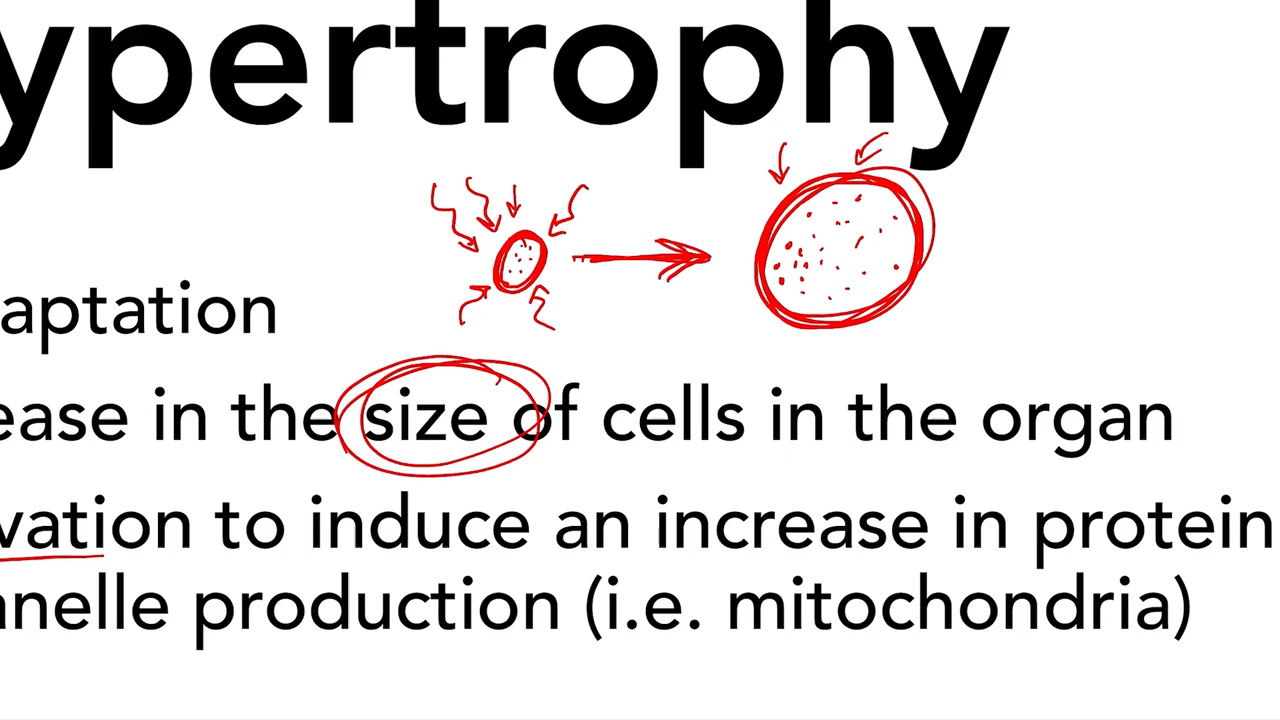 ypertrophy
aptation
ease in the size of cells in the organ
vation to induce an increase in protein
anelle production (i.e. mitochondria)